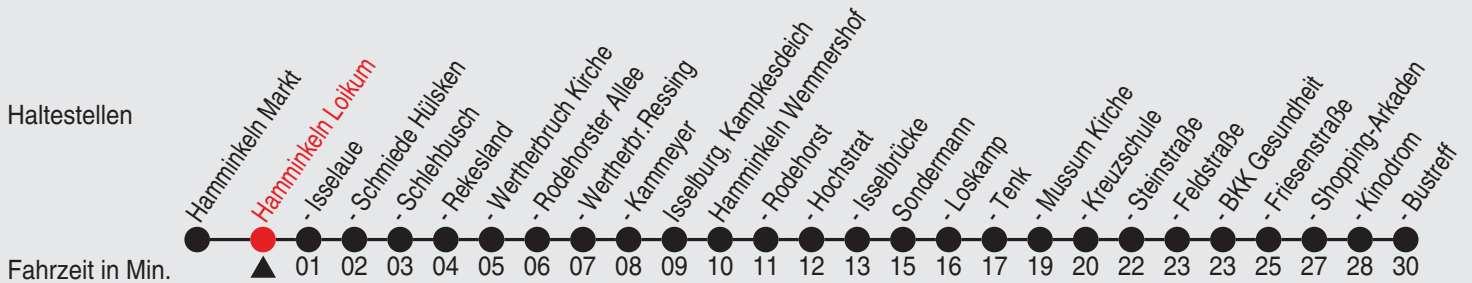 Haltestellen
Hamminkeln Markt
Hamminkeln Loikum
- Isselaue
- Schmiede Hülsken
- Schlehbusch
- Rekesland
- Wertherbruch Kirche
- Rodehorster Allee
- Wertherbr.Ressing
- Kammeyer
Isselburg, Kampkesdeich
Hamminkeln Wemmershof
- Rodehorst
- Hochstrat
- Isselbrücke
Sondermann
- Loskamp
- Tenk
- Mussum Kirche
- Kreuzschule
- Steinstraße
- Feldstraße
- BKK Gesundheit
- Friesenstraße
- Shopping-Arkaden
- Kinodrom
- Bustreff
Fahrzeit in Min. 01 02 03 04 05 06 07 08 09 10 11 12 13 15 16 17 19 20 22 23 23 25 27 28 30